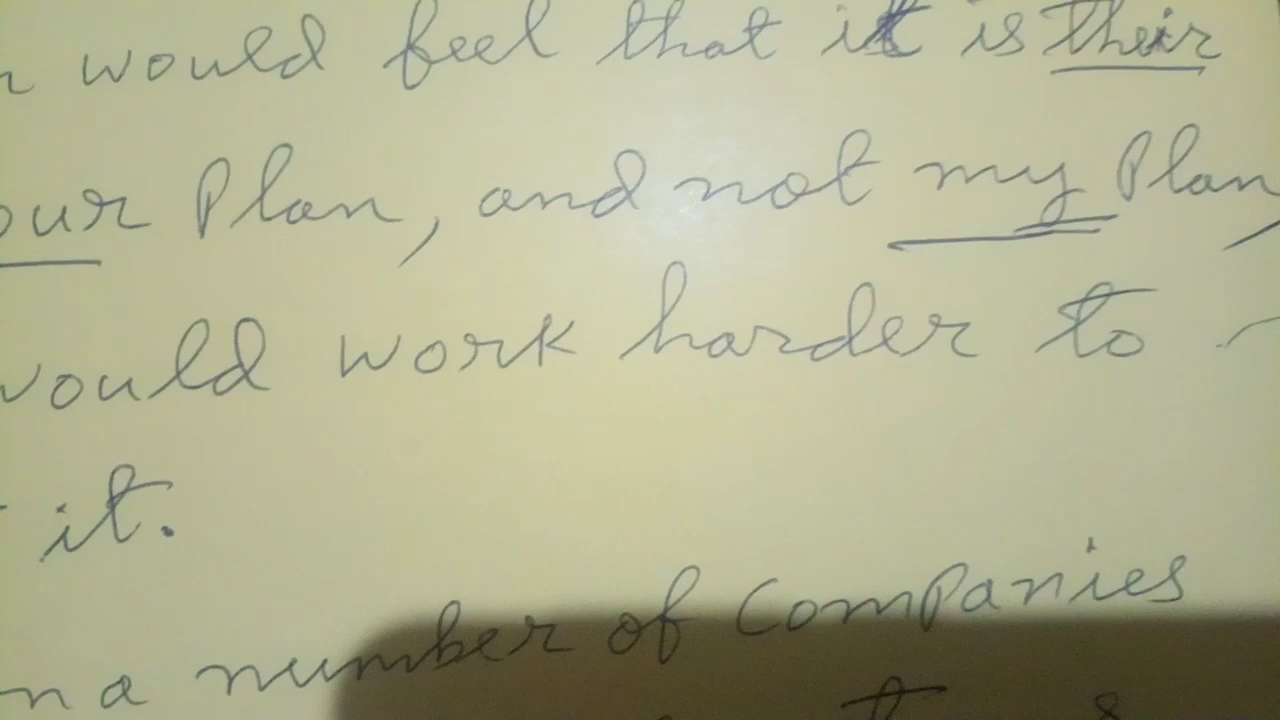 would feel that it is their
our Plan, and not my Plan,
would work harder to
it.
a number of Companies